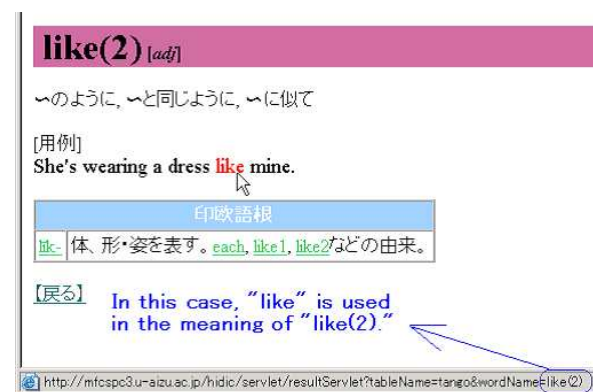 like(2) [adj]
〜のように, 〜と同じように, 〜に似て
[用例]
She's wearing a dress like mine.
印欧語根
lik- 体、形・姿を表す。each, like1, like2などの由来。
【戻る】
In this case, "like" is used
in the meaning of "like(2)."
http://mfcspc3.u-aizu.ac.jp/hidic/servlet/resultServlet?tableName=tango&wordName=like(2)